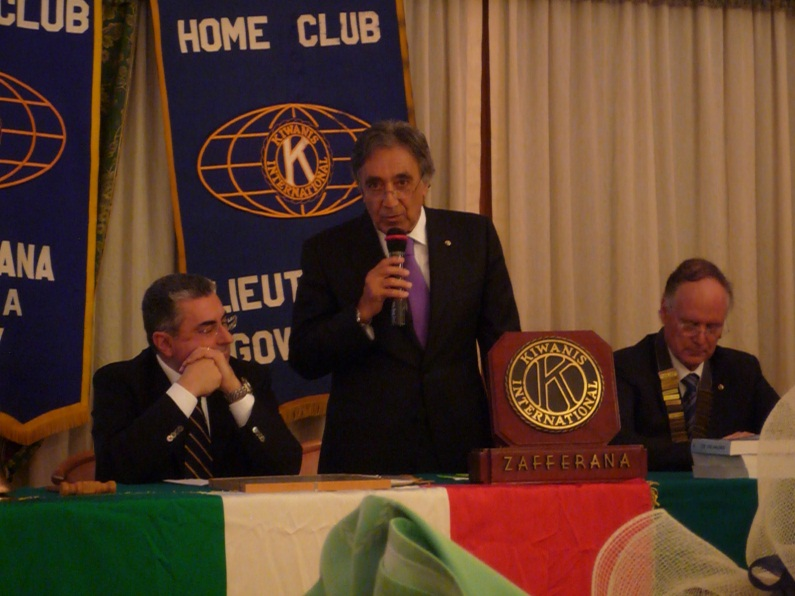 CLUB
ANA
A
HOME CLUB
KIWANIS
K
INTERNATIONAL
LIEUT
GOV
KIWANIS
K
INTERNATIONAL
ZAFFERANA